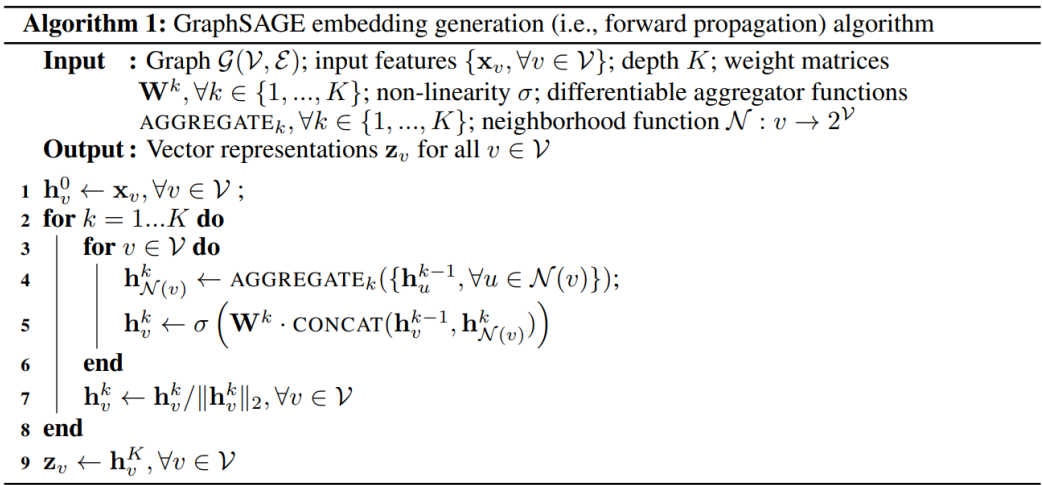 Algorithm 1: GraphSAGE embedding generation (i.e., forward propagation) algorithm
Input : Graph 𝒢(𝒱, ℰ); input features {x_v, ∀v ∈ 𝒱}; depth K; weight matrices
W^k, ∀k ∈ {1, ..., K}; non-linearity σ; differentiable aggregator functions
AGGREGATE_k, ∀k ∈ {1, ..., K}; neighborhood function 𝒩 : v → 2^𝒱
Output : Vector representations z_v for all v ∈ 𝒱
1 h_v^0 ← x_v, ∀v ∈ 𝒱 ;
2 for k = 1...K do
3 for v ∈ 𝒱 do
4 h_{𝒩(v)}^k ← AGGREGATE_k({h_u^{k−1}, ∀u ∈ 𝒩(v)});
5 h_v^k ← σ (W^k · CONCAT(h_v^{k−1}, h_{𝒩(v)}^k))
6 end
7 h_v^k ← h_v^k/‖h_v^k‖_2, ∀v ∈ 𝒱
8 end
9 z_v ← h_v^K, ∀v ∈ 𝒱